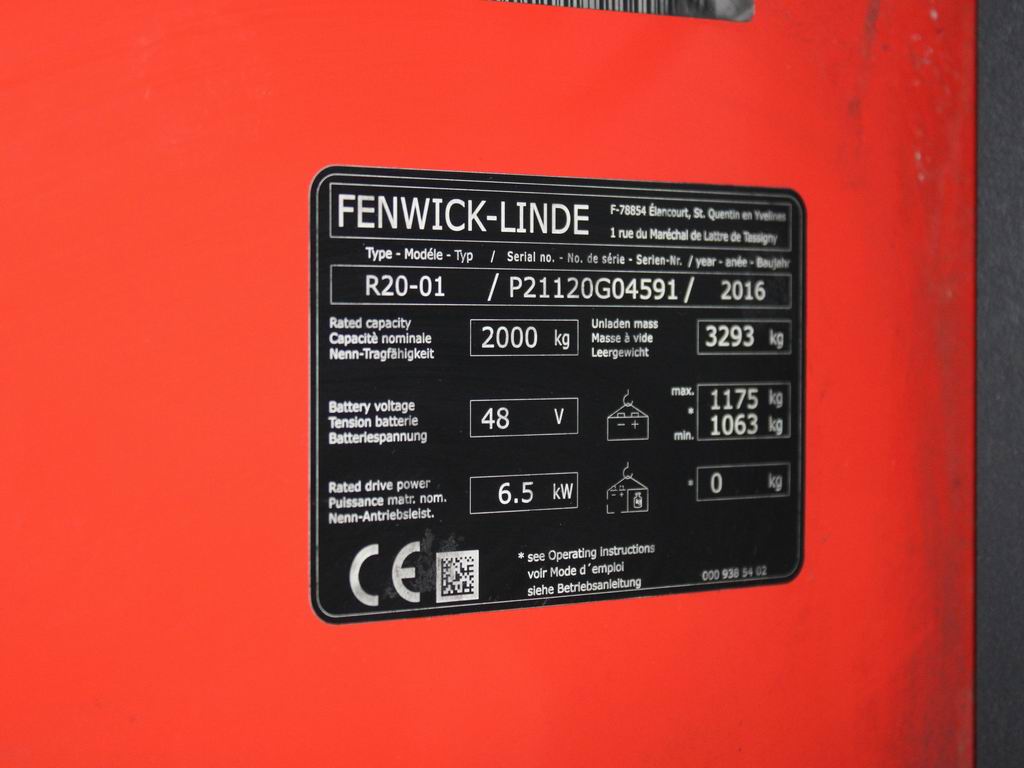 FENWICK-LINDE
F-78854 Élancourt, St. Quentin en Yvelines
1 rue du Maréchal de Lattre de Tassigny
Type - Modéle - Typ / Serial no. - No. de série - Serien-Nr. / year - anée - Baujahr
R20-01 / P21120G04591 / 2016
Rated capacity
Capacitè nominale
Nenn-Tragfähigkeit
2000 kg
Unladen mass
Masse à vide
Leergewicht
3293 kg
Battery voltage
Tension batterie
Batteriespannung
48 V
- +
max. 1175 kg
*
min. 1063 kg
Rated drive power
Puissance matr. nom.
Nenn-Antriebsleist.
6.5 kW
- +
kg
* 0 kg
CE
* see Operating instructions
voir Mode d´emploi
siehe Betriebsanleitung
000 938 54 02